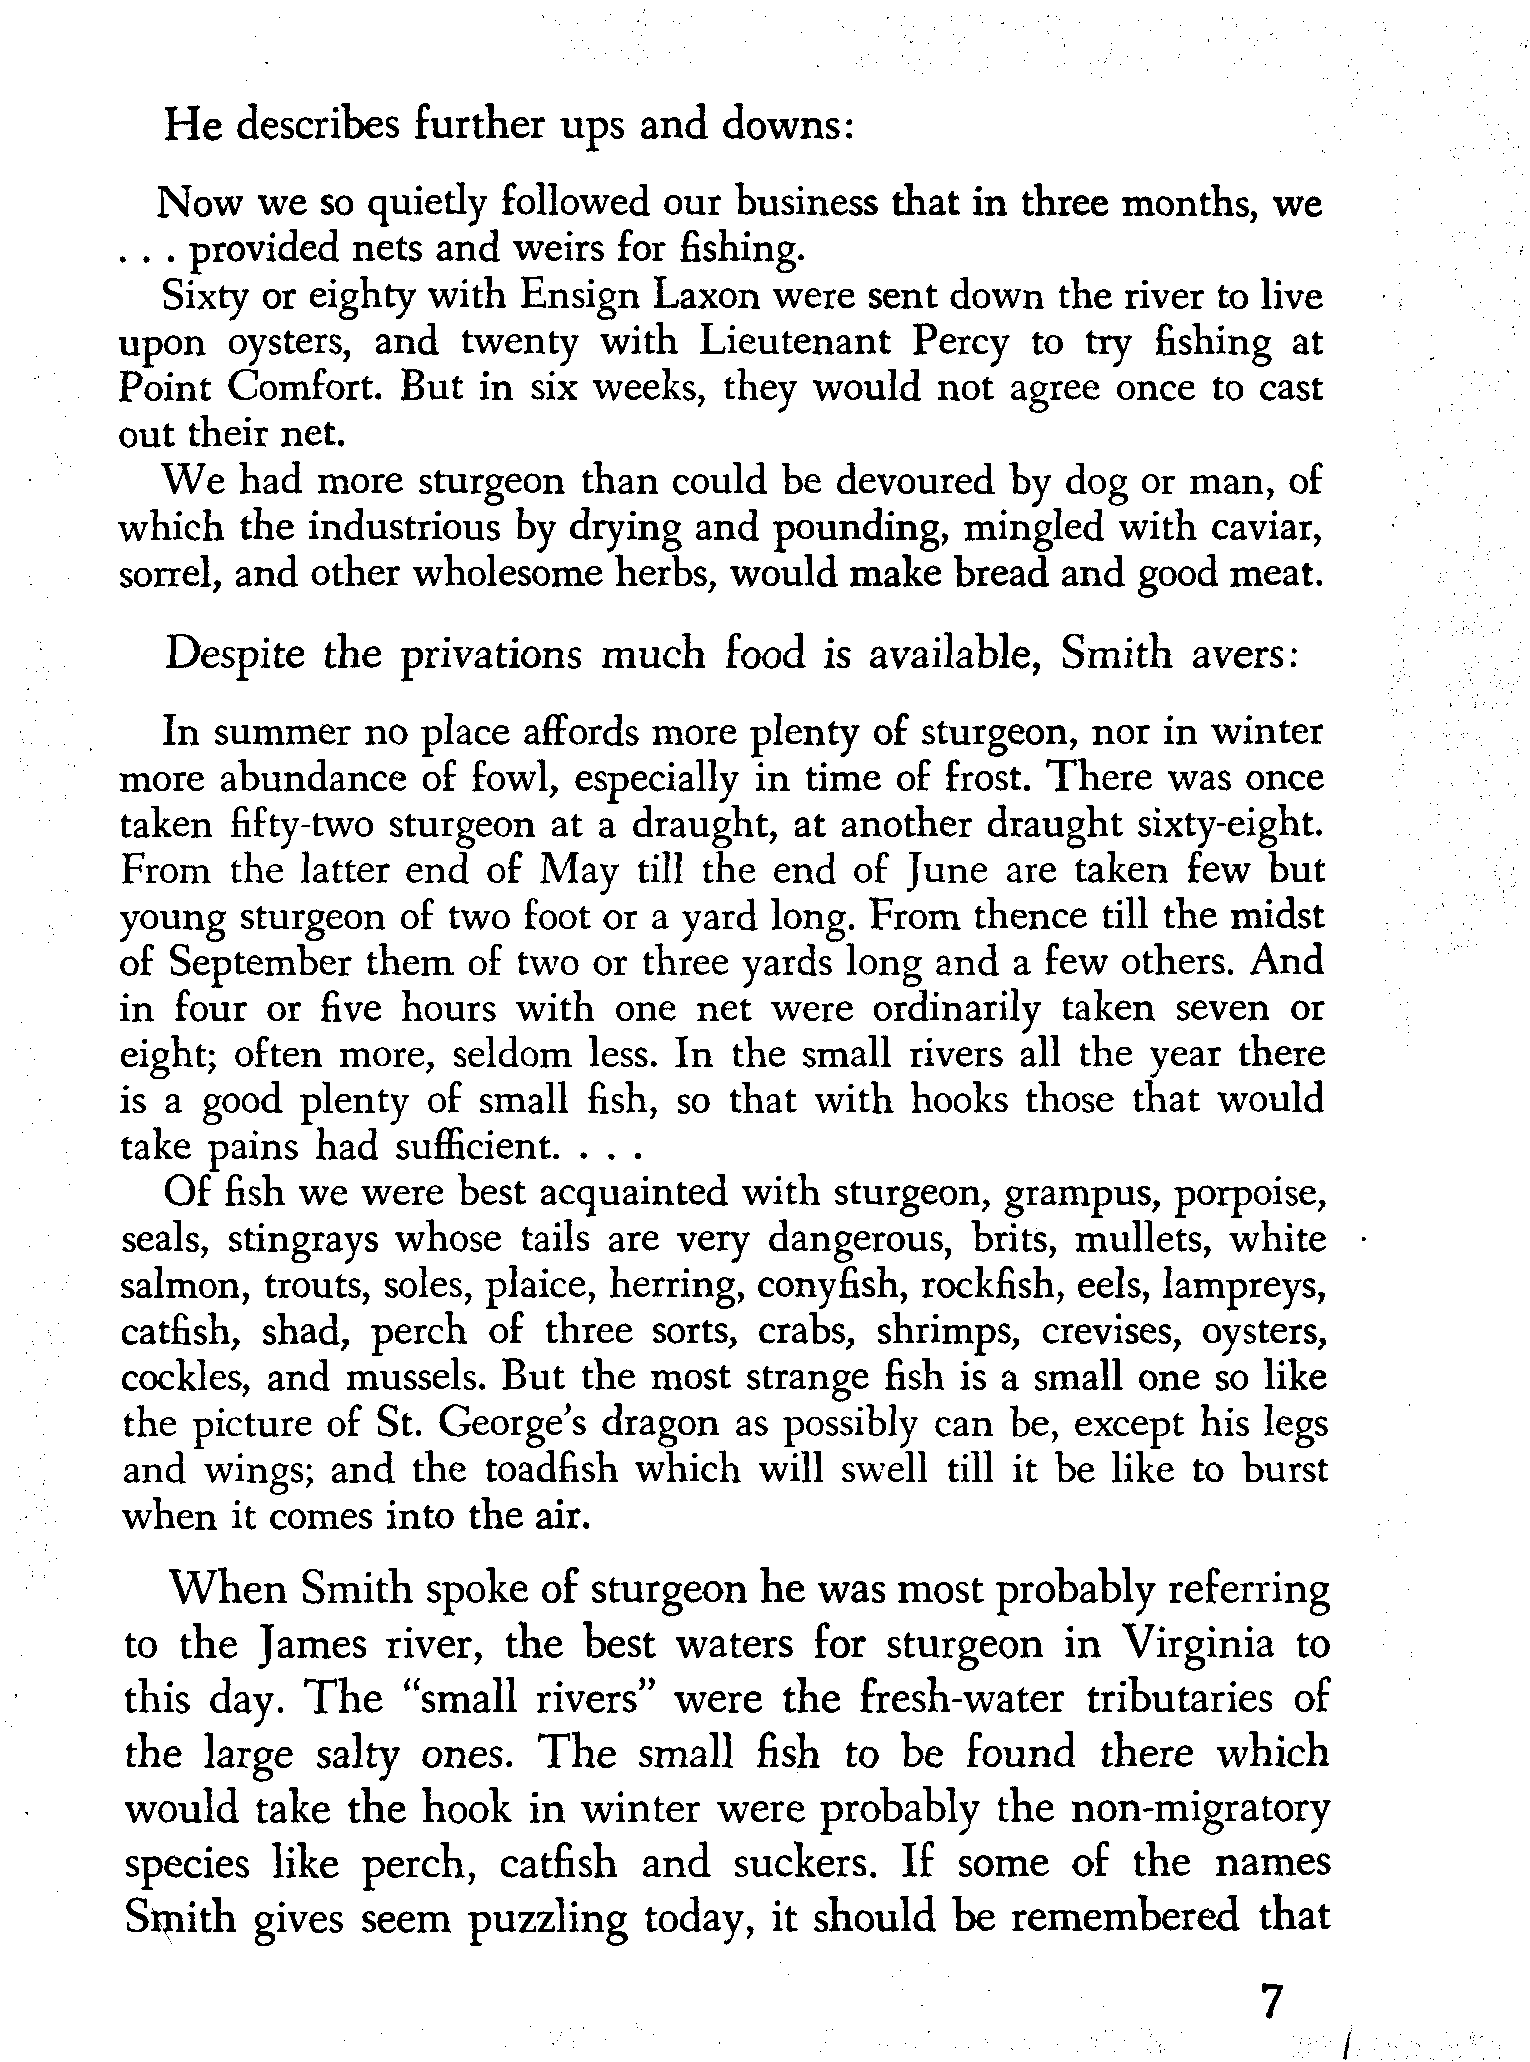 He describes further ups and downs:
Now we so quietly followed our business that in three months, we
. . . provided nets and weirs for fishing.
Sixty or eighty with Ensign Laxon were sent down the river to live
upon oysters, and twenty with Lieutenant Percy to try fishing at
Point Comfort. But in six weeks, they would not agree once to cast
out their net.
We had more sturgeon than could be devoured by dog or man, of
which the industrious by drying and pounding, mingled with caviar,
sorrel, and other wholesome herbs, would make bread and good meat.
Despite the privations much food is available, Smith avers:
In summer no place affords more plenty of sturgeon, nor in winter
more abundance of fowl, especially in time of frost. There was once
taken fifty-two sturgeon at a draught, at another draught sixty-eight.
From the latter end of May till the end of June are taken few but
young sturgeon of two foot or a yard long. From thence till the midst
of September them of two or three yards long and a few others. And
in four or five hours with one net were ordinarily taken seven or
eight; often more, seldom less. In the small rivers all the year there
is a good plenty of small fish, so that with hooks those that would
take pains had sufficient. . . .
Of fish we were best acquainted with sturgeon, grampus, porpoise,
seals, stingrays whose tails are very dangerous, brits, mullets, white
salmon, trouts, soles, plaice, herring, conyfish, rockfish, eels, lampreys,
catfish, shad, perch of three sorts, crabs, shrimps, crevises, oysters,
cockles, and mussels. But the most strange fish is a small one so like
the picture of St. George's dragon as possibly can be, except his legs
and wings; and the toadfish which will swell till it be like to burst
when it comes into the air.
When Smith spoke of sturgeon he was most probably referring
to the James river, the best waters for sturgeon in Virginia to
this day. The "small rivers" were the fresh-water tributaries of
the large salty ones. The small fish to be found there which
would take the hook in winter were probably the non-migratory
species like perch, catfish and suckers. If some of the names
Smith gives seem puzzling today, it should be remembered that
7